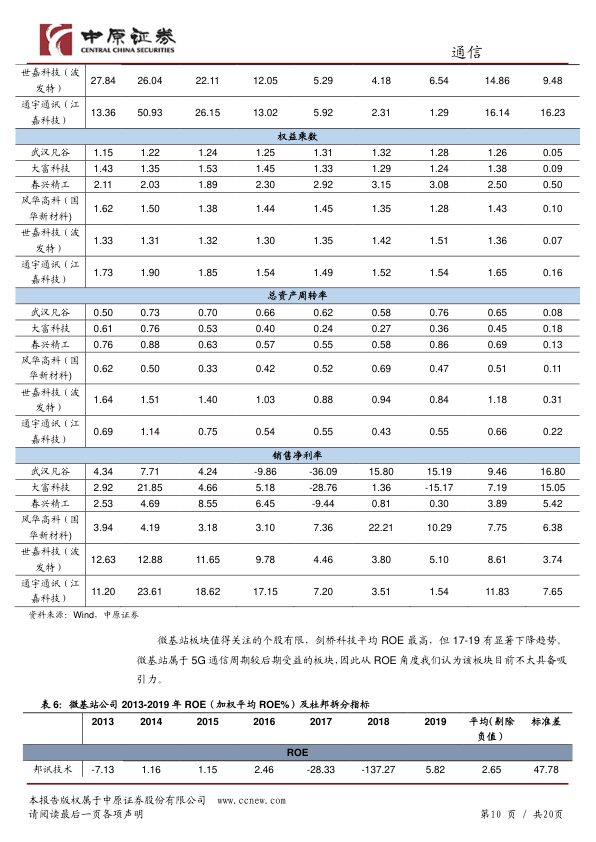 中原证券
CENTRAL CHINA SECURITIES
通信
世嘉科技（波发特） 27.84 26.04 22.11 12.05 5.29 4.18 6.54 14.86 9.48
通宇通讯（江嘉科技） 13.36 50.93 26.15 13.02 5.92 2.31 1.29 16.14 16.23
权益乘数
武汉凡谷 1.15 1.22 1.24 1.25 1.31 1.32 1.28 1.26 0.05
大富科技 1.43 1.35 1.53 1.45 1.33 1.29 1.24 1.38 0.09
春兴精工 2.11 2.03 1.89 2.30 2.92 3.15 3.08 2.50 0.50
风华高科（国华新材料) 1.62 1.50 1.38 1.44 1.45 1.35 1.28 1.43 0.10
世嘉科技（波发特） 1.33 1.31 1.32 1.30 1.35 1.42 1.51 1.36 0.07
通宇通讯（江嘉科技） 1.73 1.90 1.85 1.54 1.49 1.52 1.54 1.65 0.16
总资产周转率
武汉凡谷 0.50 0.73 0.70 0.66 0.62 0.58 0.76 0.65 0.08
大富科技 0.61 0.76 0.53 0.40 0.24 0.27 0.36 0.45 0.18
春兴精工 0.76 0.88 0.63 0.57 0.55 0.58 0.86 0.69 0.13
风华高科（国华新材料) 0.62 0.50 0.33 0.42 0.52 0.69 0.47 0.51 0.11
世嘉科技（波发特） 1.64 1.51 1.40 1.03 0.88 0.94 0.84 1.18 0.31
通宇通讯（江嘉科技） 0.69 1.14 0.75 0.54 0.55 0.43 0.55 0.66 0.22
销售净利率
武汉凡谷 4.34 7.71 4.24 -9.86 -36.09 15.80 15.19 9.46 16.80
大富科技 2.92 21.85 4.66 5.18 -28.76 1.36 -15.17 7.19 15.05
春兴精工 2.53 4.69 8.55 6.45 -9.44 0.81 0.30 3.89 5.42
风华高科（国华新材料) 3.94 4.19 3.18 3.10 7.36 22.21 10.29 7.75 6.38
世嘉科技（波发特） 12.63 12.88 11.65 9.78 4.46 3.80 5.10 8.61 3.74
通宇通讯（江嘉科技） 11.20 23.61 18.62 17.15 7.20 3.51 1.54 11.83 7.65
资料来源：Wind，中原证券
微基站板块值得关注的个股有限，剑桥科技平均 ROE 最高，但 17-19 有显著下降趋势。
微基站属于 5G 通信周期较后期受益的板块，因此从 ROE 角度我们认为该板块目前不太具备吸
引力。
表 6：微基站公司 2013-2019 年 ROE（加权平均 ROE%）及杜邦拆分指标
2013 2014 2015 2016 2017 2018 2019 平均(剔除负值） 标准差
ROE
邦讯技术 -7.13 1.16 1.15 2.46 -28.33 -137.27 5.82 2.65 47.78
本报告版权属于中原证券股份有限公司 www.ccnew.com
请阅读最后一页各项声明 第10 页 / 共20页